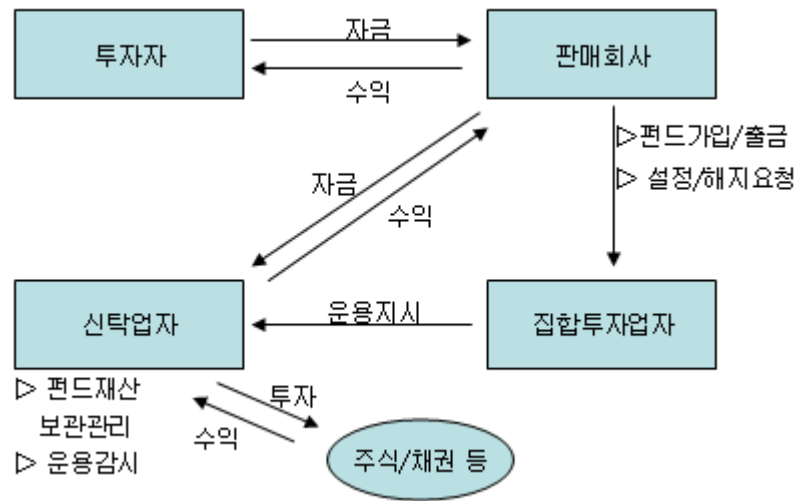 투자자
자금
수익
판매회사
▷펀드가입/출금
▷ 설정/해지요청
자금
수익
신탁업자
운용지시
집합투자업자
▷ 펀드재산
보관관리
▷ 운용감시
투자
수익
주식/채권 등